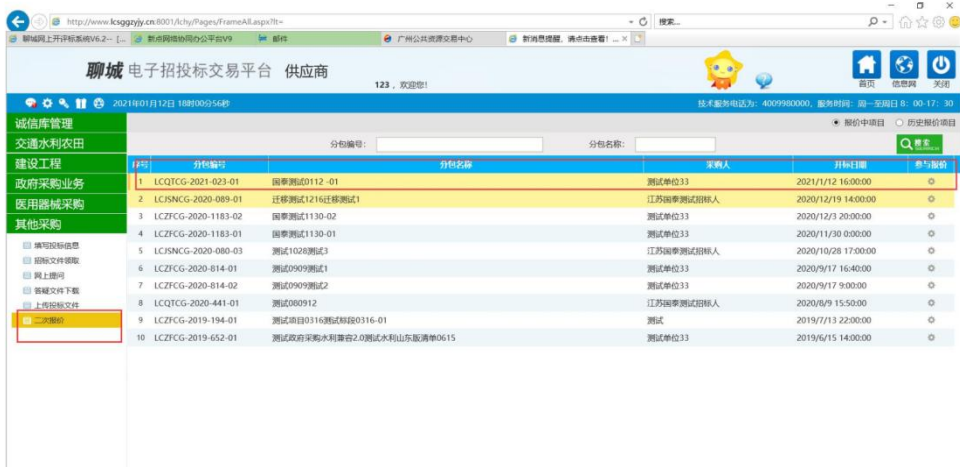 http://www.lcsggzyjy.cn:8001/lchy/Pages/FrameAll.aspx?lt=
搜索...
聊城网上开评标系统V6.2-- [...
新点网络协同办公平台V9
邮件
广州公共资源交易中心
新消息提醒，请点击查看! ...
聊城 电子招投标交易平台 供应商
123 ，欢迎您!
首页 信息网 关闭
2021年01月12日 18时00分56秒
技术服务电话为：4009980000，服务时间：周一至周日 8：00-17：30
诚信库管理
交通水利农田
建设工程
政府采购业务
医用器械采购
其他采购
填写投标信息
招标文件领取
网上提问
答疑文件下载
上传投标文件
二次报价
报价中项目 历史报价项目
分包编号： 分包名称： 搜索
序号 分包编号 分包名称 采购人 开标日期 参与报价
1 LCQTCG-2021-023-01 国泰测试0112 -01 测试单位33 2021/1/12 16:00:00
2 LCJSNCG-2020-089-01 迁移测试1216迁移测试1 江苏国泰测试招标人 2020/12/19 14:00:00
3 LCZFCG-2020-1183-02 国泰测试1130-02 测试单位33 2020/12/3 20:00:00
4 LCZFCG-2020-1183-01 国泰测试1130-01 测试单位33 2020/11/30 0:00:00
5 LCJSNCG-2020-080-03 测试1028测试3 江苏国泰测试招标人 2020/10/28 17:00:00
6 LCZFCG-2020-814-01 测试0909测试1 测试单位33 2020/9/17 16:40:00
7 LCZFCG-2020-814-02 测试0909测试2 测试单位33 2020/9/17 9:00:00
8 LCQTCG-2020-441-01 测试080912 江苏国泰测试招标人 2020/8/9 15:50:00
9 LCZFCG-2019-194-01 测试项目0316测试标段0316-01 测试 2019/7/13 22:00:00
10 LCZFCG-2019-652-01 测试政府采购水利兼容2.0测试水利山东版清单0615 测试单位33 2019/6/15 14:00:00